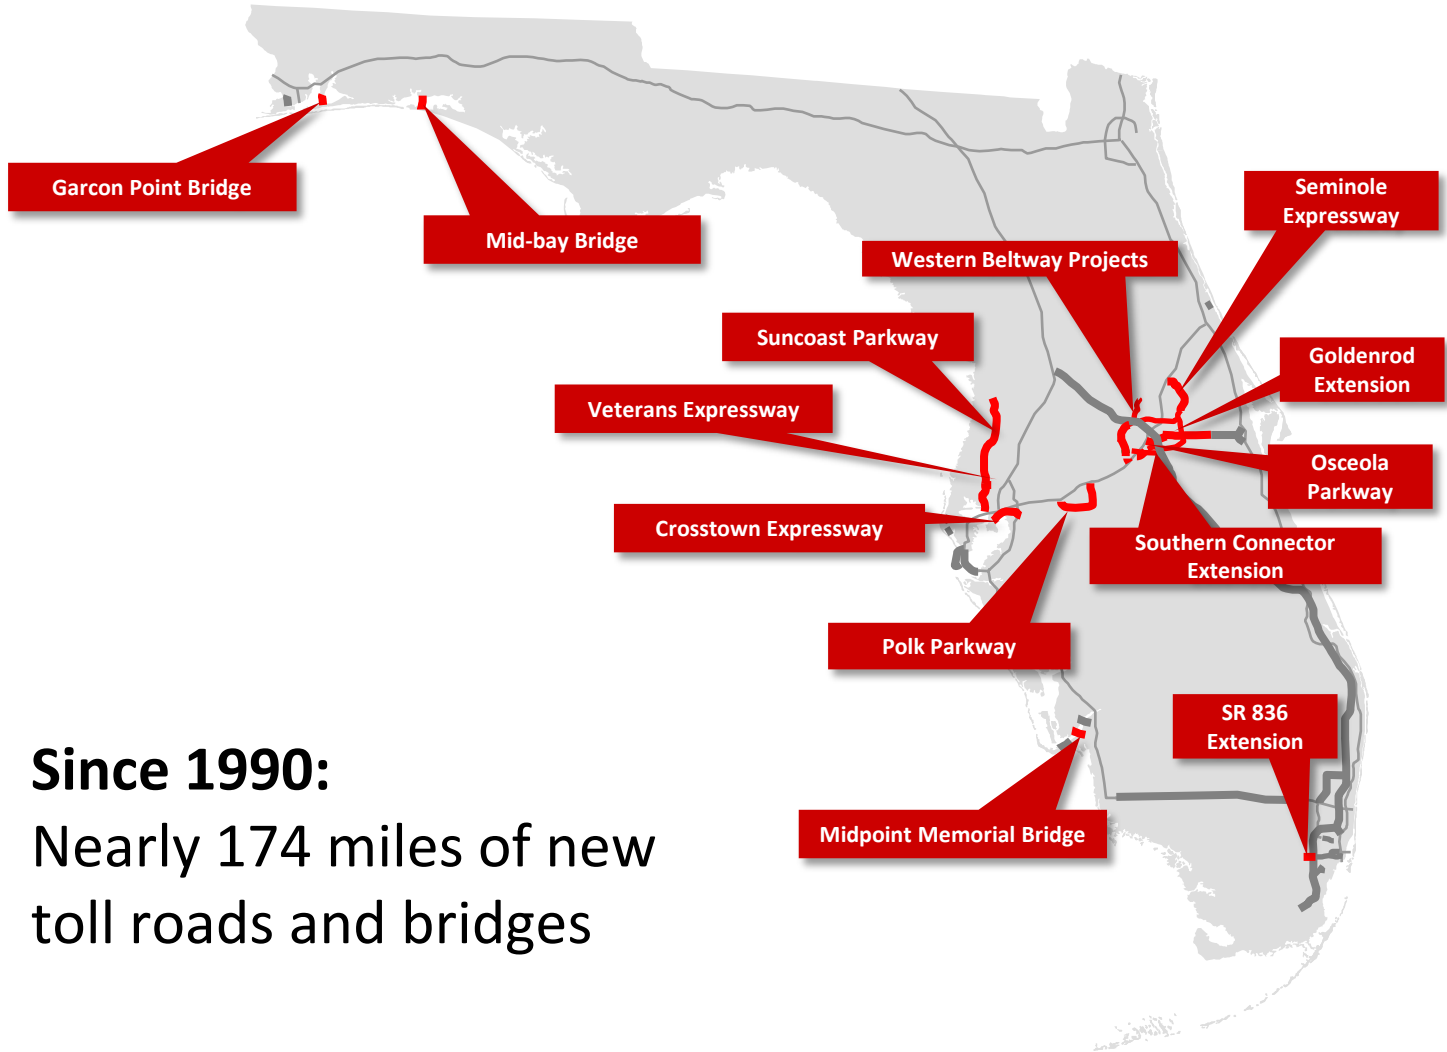 Garcon Point Bridge
Mid-bay Bridge
Seminole
Expressway
Western Beltway Projects
Suncoast Parkway
Goldenrod
Extension
Veterans Expressway
Osceola
Parkway
Crosstown Expressway
Southern Connector
Extension
Polk Parkway
SR 836
Extension
Midpoint Memorial Bridge
Since 1990:
Nearly 174 miles of new
toll roads and bridges